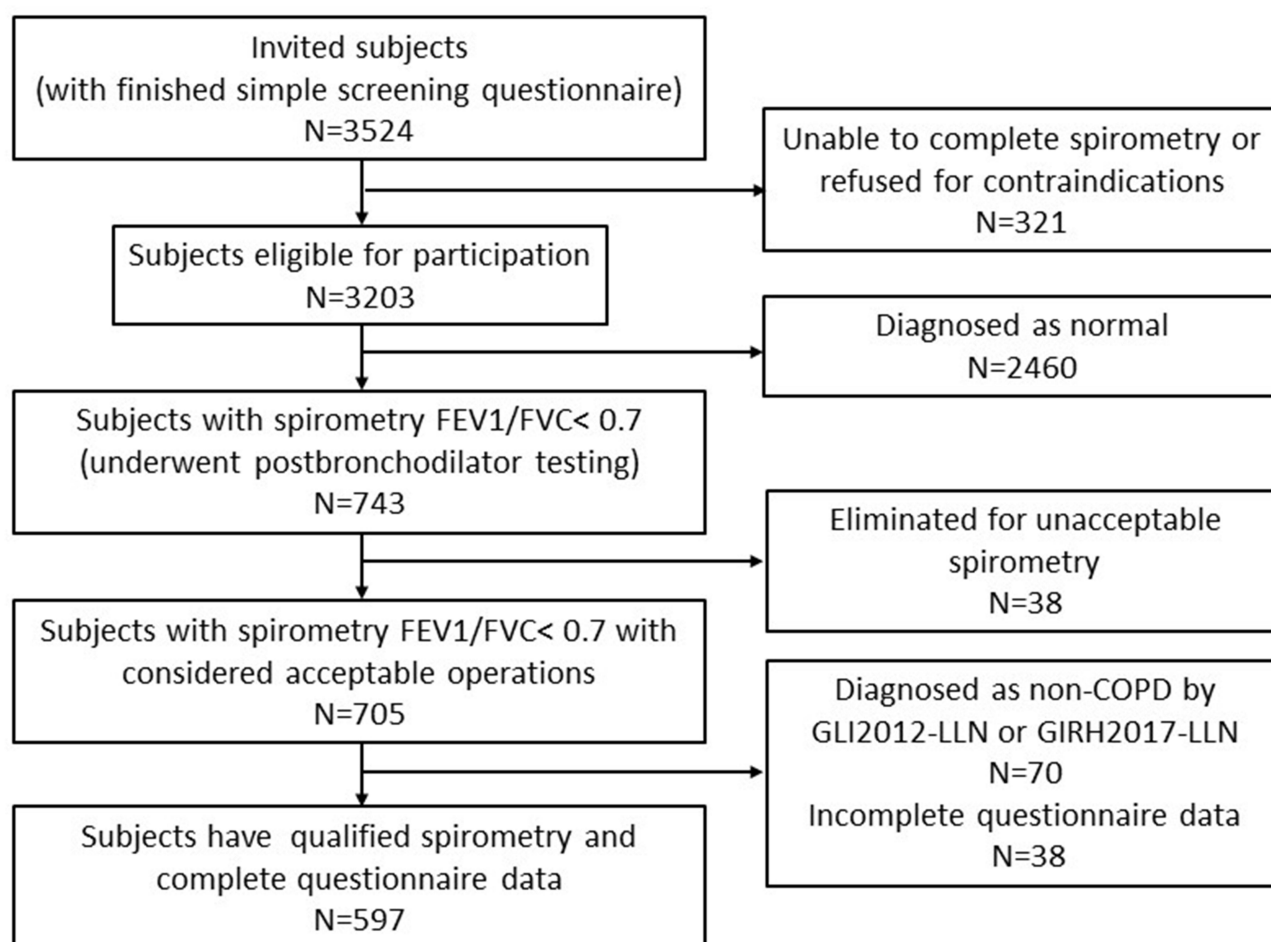 Invited subjects
(with finished simple screening questionnaire)
N=3524
Unable to complete spirometry or
refused for contraindications
N=321
Subjects eligible for participation
N=3203
Diagnosed as normal
N=2460
Subjects with spirometry FEV1/FVC< 0.7
(underwent postbronchodilator testing)
N=743
Eliminated for unacceptable
spirometry
N=38
Subjects with spirometry FEV1/FVC< 0.7 with
considered acceptable operations
N=705
Diagnosed as non-COPD by
GLI2012-LLN or GIRH2017-LLN
N=70
Incomplete questionnaire data
N=38
Subjects have qualified spirometry and
complete questionnaire data
N=597